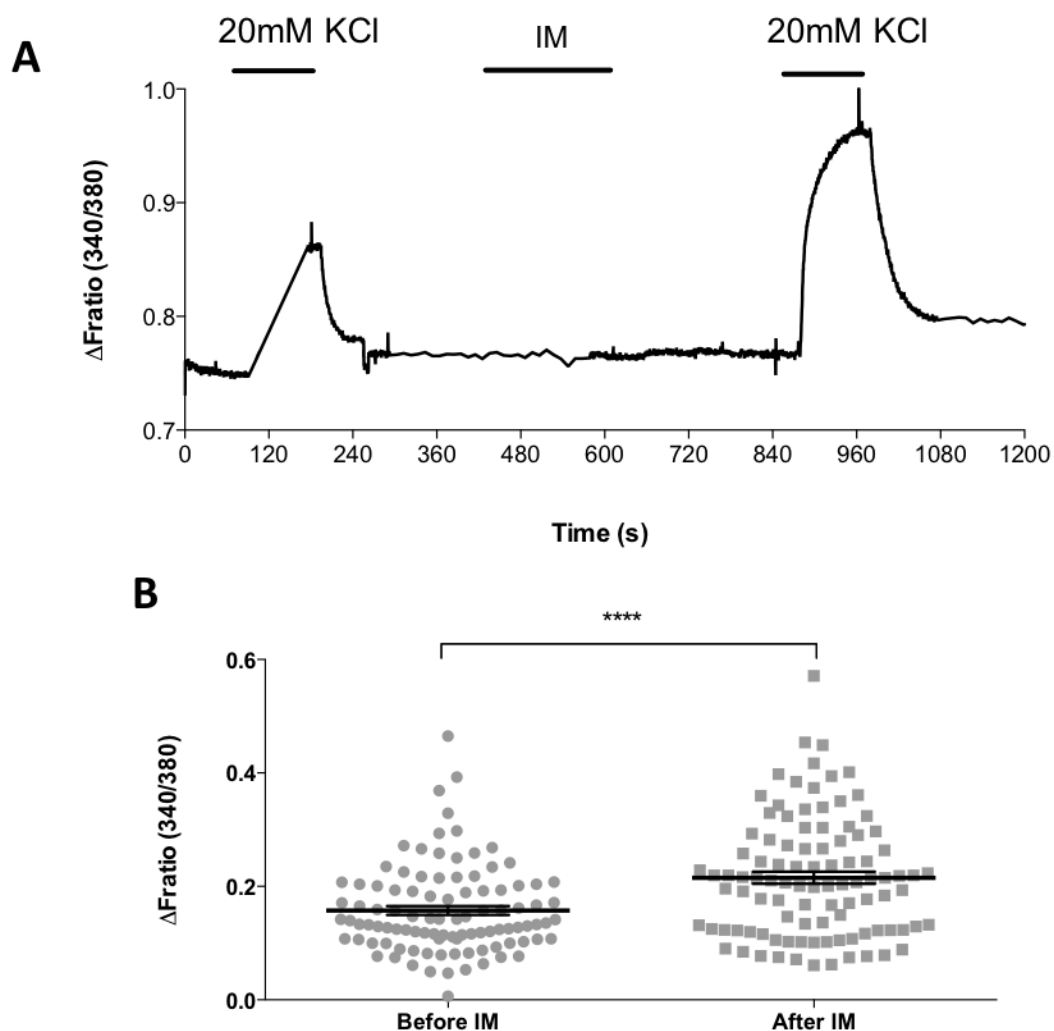 A
20mM KCl
IM
20mM KCl
ΔFratio (340/380)
1.0
0.9
0.8
0.7
0 120 240 360 480 600 720 840 960 1080 1200
Time (s)
B
****
ΔFratio (340/380)
0.6
0.4
0.2
0.0
Before IM
After IM